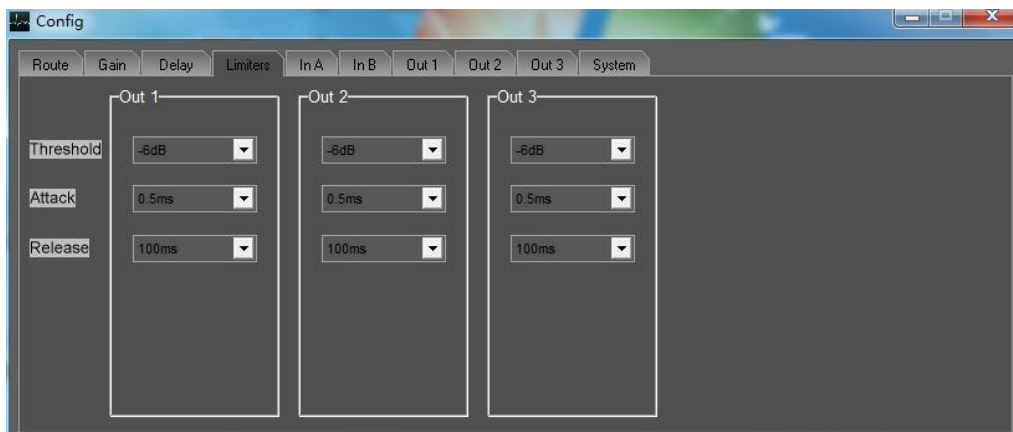 Config
Route Gain Delay Limiters In A In B Out 1 Out 2 Out 3 System
Out 1 Out 2 Out 3
Threshold -6dB -6dB -6dB
Attack 0.5ms 0.5ms 0.5ms
Release 100ms 100ms 100ms